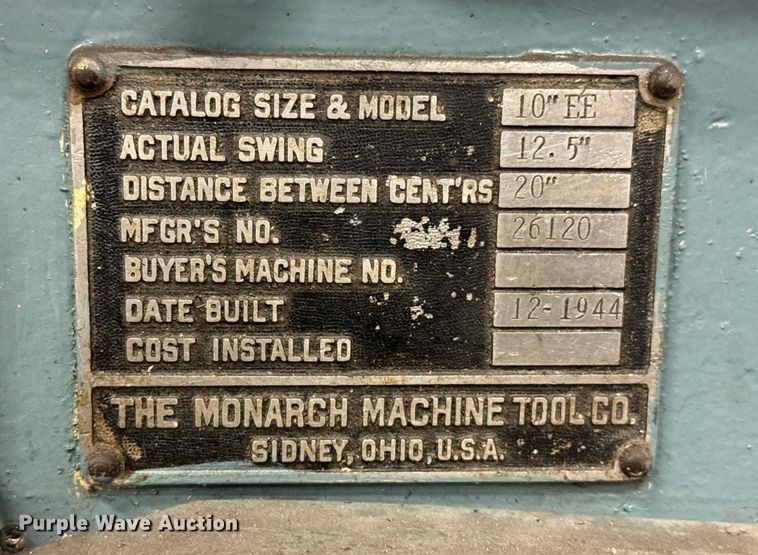 CATALOG SIZE & MODEL 10" EE
ACTUAL SWING 12.5"
DISTANCE BETWEEN CENT'RS 20"
MFGR'S NO. 26120
BUYER'S MACHINE NO.
DATE BUILT 12-1944
COST INSTALLED
THE MONARCH MACHINE TOOL CO.
SIDNEY, OHIO, U.S.A.
Purple Wave Auction